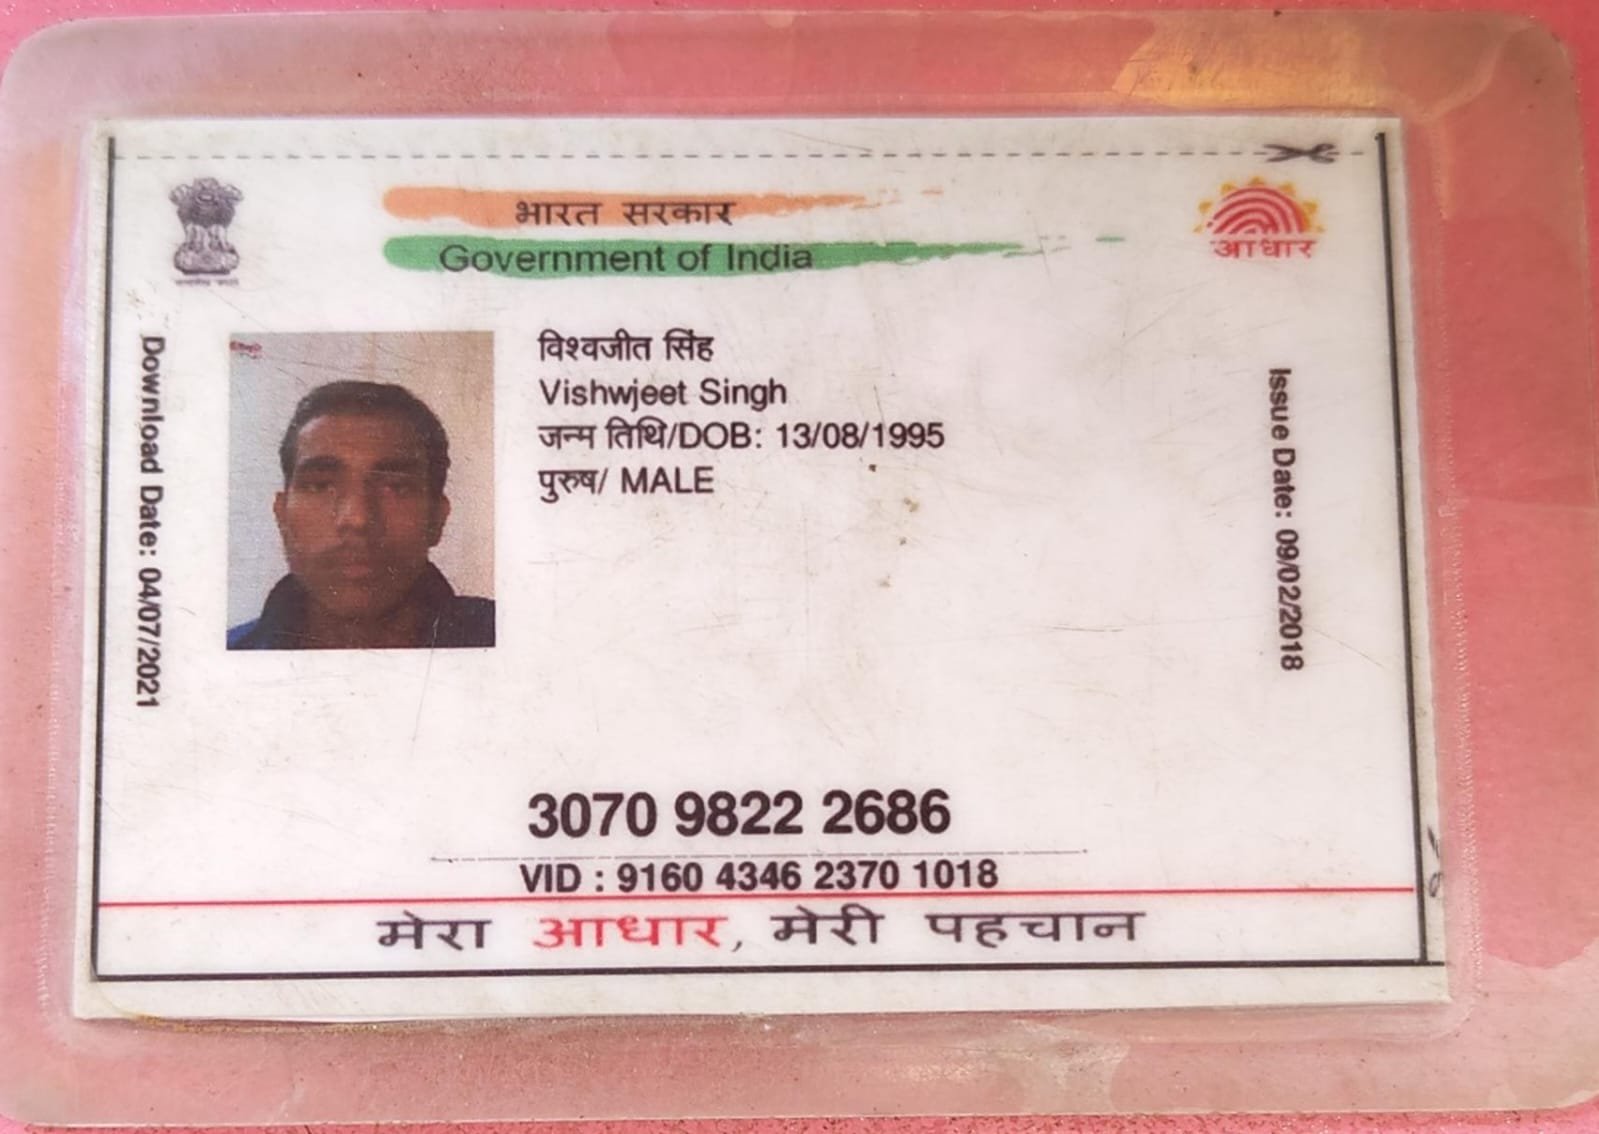 भारत सरकार
Government of India
आधार
विश्वजीत सिंह
Vishwjeet Singh
जन्म तिथि/DOB: 13/08/1995
पुरुष/ MALE
Download Date: 04/07/2021
Issue Date: 09/02/2018
3070 9822 2686
VID : 9160 4346 2370 1018
मेरा आधार, मेरी पहचान